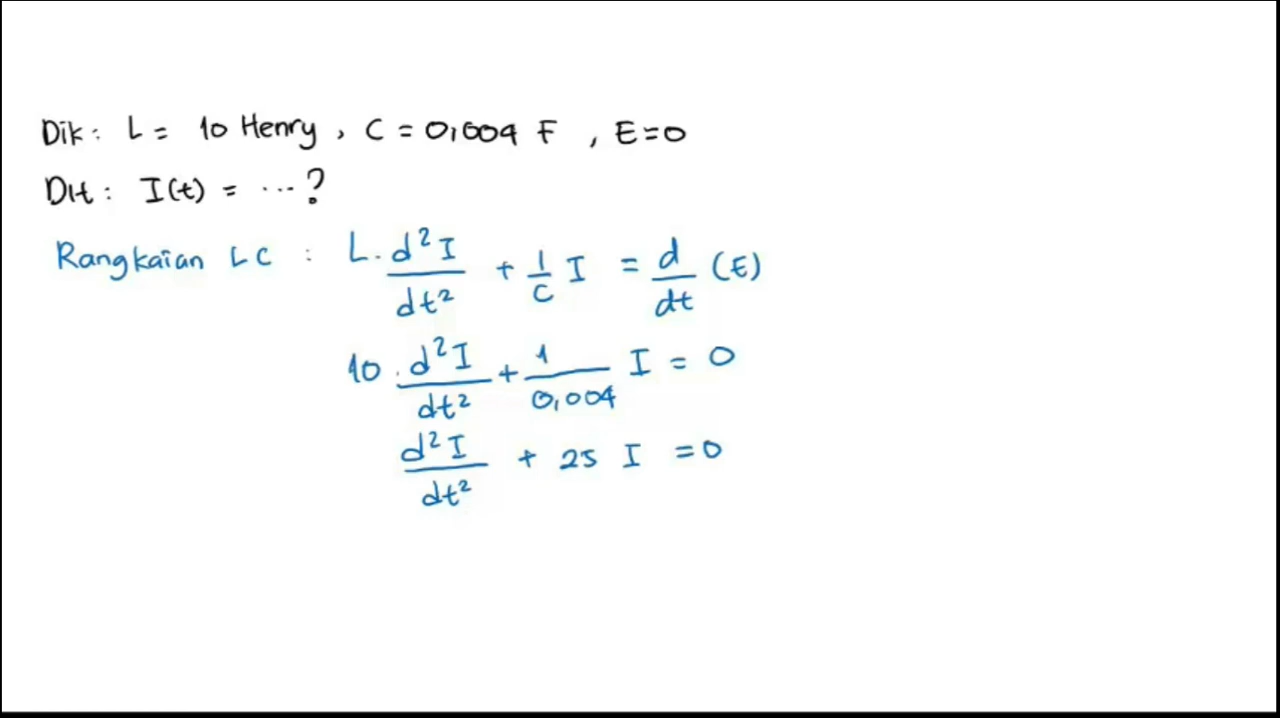 Dik : L = 10 Henry , C = 0,004 F , E=0
Dit : I(t) = ... ?
Rangkaian LC : L. d²I/dt² + 1/C I = d/dt (E)
10 . d²I/dt² + 1/0,004 I = 0
d²I/dt² + 25 I = 0